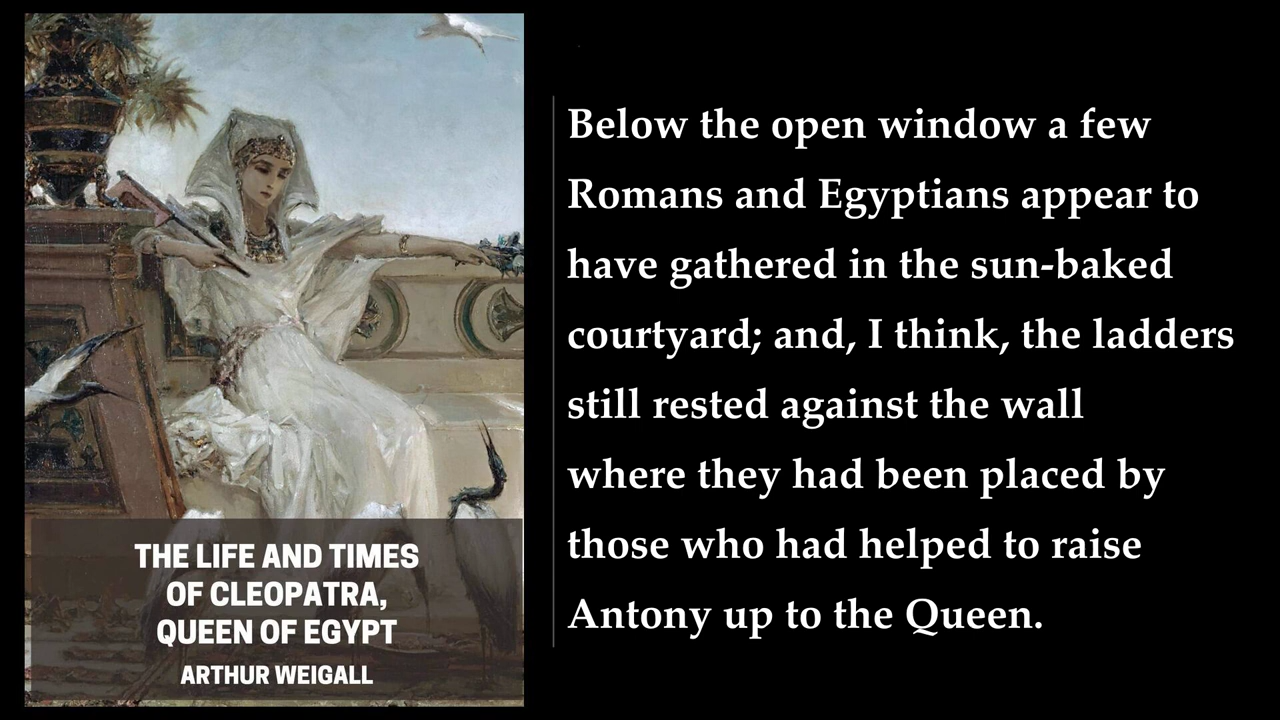 THE LIFE AND TIMES
OF CLEOPATRA,
QUEEN OF EGYPT
ARTHUR WEIGALL
Below the open window a few
Romans and Egyptians appear to
have gathered in the sun-baked
courtyard; and, I think, the ladders
still rested against the wall
where they had been placed by
those who had helped to raise
Antony up to the Queen.